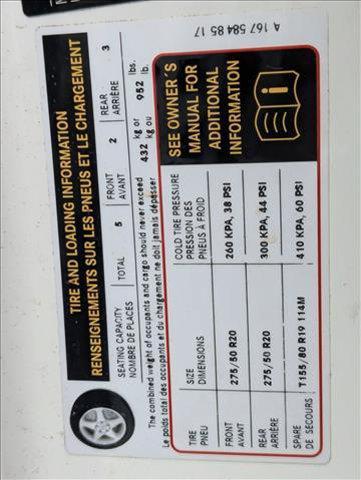 TIRE AND LOADING INFORMATION
RENSEIGNEMENTS SUR LES PNEUS ET LE CHARGEMENT
SEATING CAPACITY TOTAL 5 FRONT 2 REAR 3
NOMBRE DE PLACES AVANT ARRIÈRE
The combined weight of occupants and cargo should never exceed 432 kg or 952 lbs.
Le poids total des occupants et du chargement ne doit jamais dépasser kg ou lb.
TIRE SIZE COLD TIRE PRESSURE
PNEU DIMENSIONS PRESSION DES
PNEUS À FROID
FRONT 275/50 R20 260 KPA, 38 PSI
AVANT
REAR 275/50 R20 300 KPA, 44 PSI
ARRIÈRE
SPARE T155/80 R19 114M 410 KPA, 60 PSI
DE SECOURS
SEE OWNER´S
MANUAL FOR
ADDITIONAL
INFORMATION
i
A 167 584 85 17